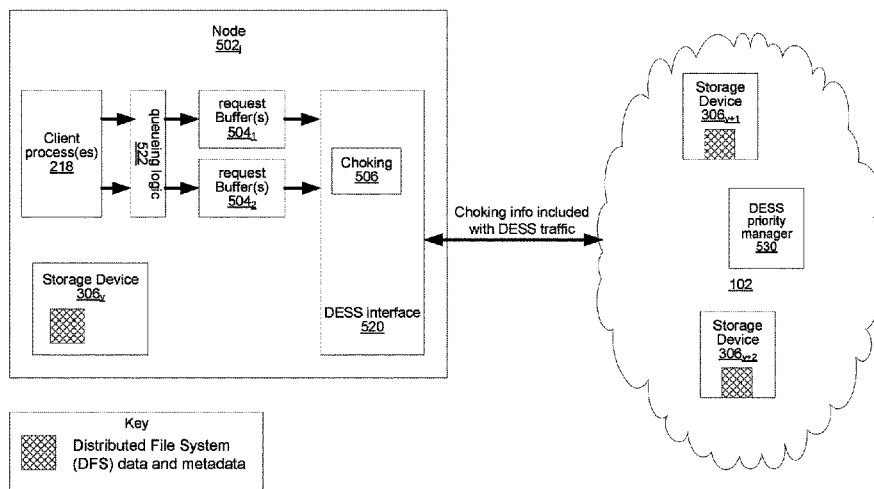 Node
502i
Client
process(es)
218
queueing logic
522
request
Buffer(s)
504₁
request
Buffer(s)
504₂
Choking
506
Storage Device
306ᵥ
DESS interface
520
Choking info included
with DESS traffic
Storage
Device
306ᵥ₊₁
DESS
priority
manager
530
102
Storage
Device
306ᵥ₊₂
Key
Distributed File System
(DFS) data and metadata